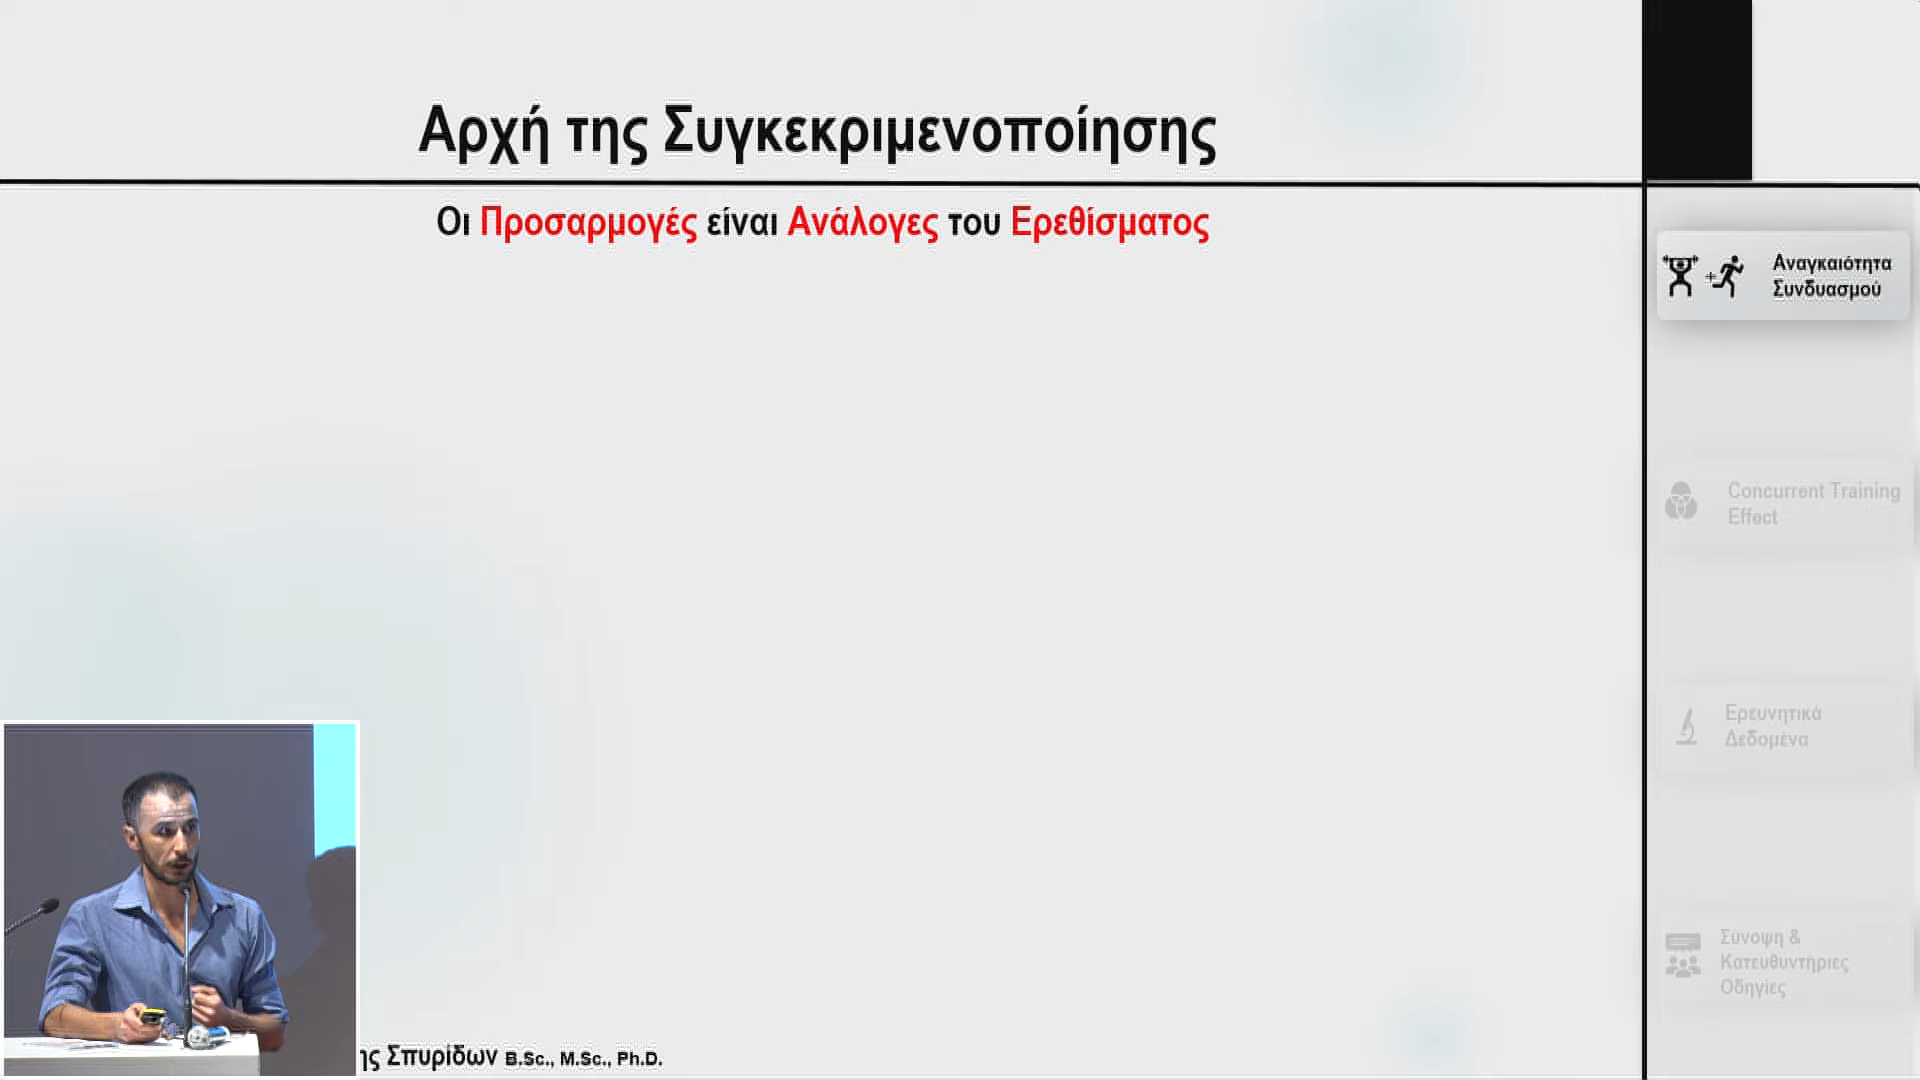 Αρχή της Συγκεκριμενοποίησης
Οι Προσαρμογές είναι Ανάλογες του Ερεθίσματος
Αναγκαιότητα
Συνδυασμού
Concurrent Training
Effect
Ερευνητικά
Δεδομένα
Σύνοψη &
Κατευθυντήριες
Οδηγίες
ης Σπυρίδων B.Sc., M.Sc., Ph.D.